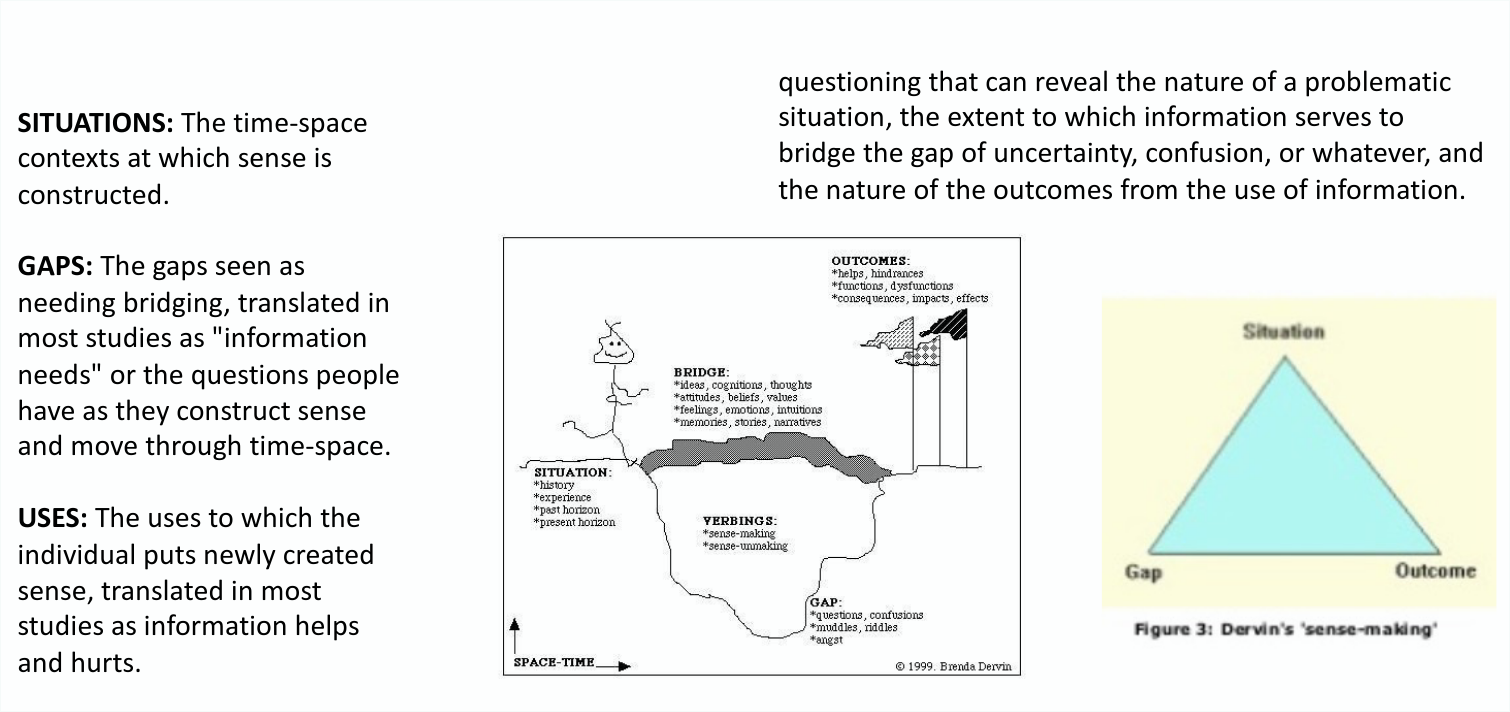 SITUATIONS: The time-space
contexts at which sense is
constructed.
GAPS: The gaps seen as
needing bridging, translated in
most studies as "information
needs" or the questions people
have as they construct sense
and move through time-space.
USES: The uses to which the
individual puts newly created
sense, translated in most
studies as information helps
and hurts.
questioning that can reveal the nature of a problematic
situation, the extent to which information serves to
bridge the gap of uncertainty, confusion, or whatever, and
the nature of the outcomes from the use of information.
OUTCOMES:
*helps, hindrances
*functions, dysfunctions
*consequences, impacts, effects
BRIDGE:
*ideas, cognitions, thoughts
*attitudes, beliefs, values
*feelings, emotions, intuitions
*memories, stories, narratives
SITUATION:
*history
*experience
*past horizon
*present horizon
VERBINGS:
*sense-making
*sense-unmaking
GAP:
*questions, confusions
*muddles, riddles
*angst
SPACE-TIME
© 1999. Brenda Dervin
Situation
Gap
Outcome
Figure 3: Dervin's 'sense-making'